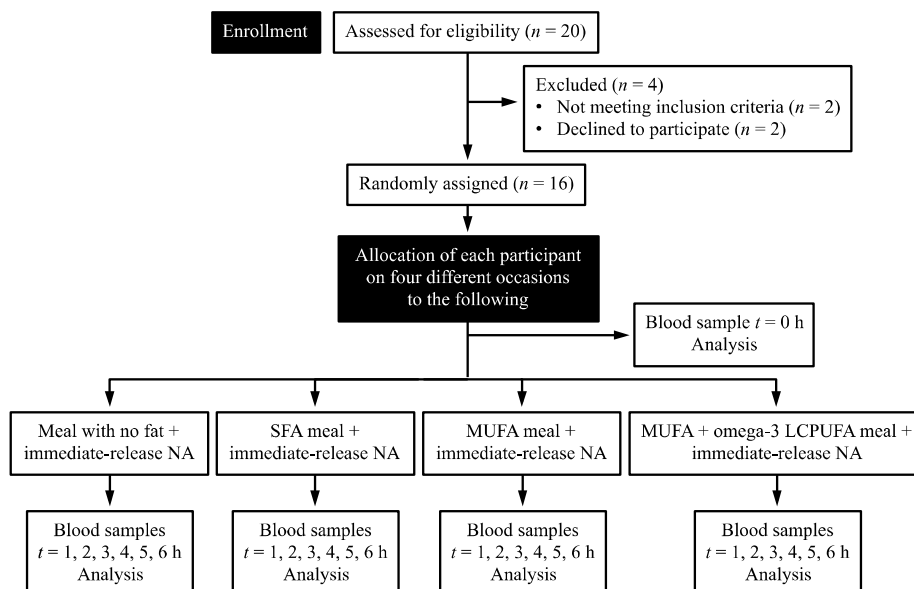 Enrollment
Assessed for eligibility (n = 20)
Excluded (n = 4)
• Not meeting inclusion criteria (n = 2)
• Declined to participate (n = 2)
Randomly assigned (n = 16)
Allocation of each participant
on four different occasions
to the following
Blood sample t = 0 h
Analysis
Meal with no fat +
immediate-release NA
SFA meal +
immediate-release NA
MUFA meal +
immediate-release NA
MUFA + omega-3 LCPUFA meal +
immediate-release NA
Blood samples
t = 1, 2, 3, 4, 5, 6 h
Analysis
Blood samples
t = 1, 2, 3, 4, 5, 6 h
Analysis
Blood samples
t = 1, 2, 3, 4, 5, 6 h
Analysis
Blood samples
t = 1, 2, 3, 4, 5, 6 h
Analysis